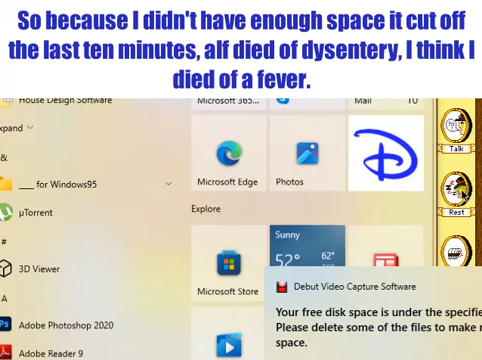 So because I didn't have enough space it cut off
the last ten minutes, alf died of dysentery, I think I
died of a fever.
House Design Software
Microsoft 365...
Mail
10
xpand
Talk
&
Microsoft Edge
Photos
___ for Windows95
Explore
µTorrent
Rest
#
Sunny
52°
62°
3D Viewer
Microsoft Store
Debut Video Capture Software
A
Your free disk space is under the specifie
Adobe Photoshop 2020
Please delete some of the files to make
space.
Adobe Reader 9